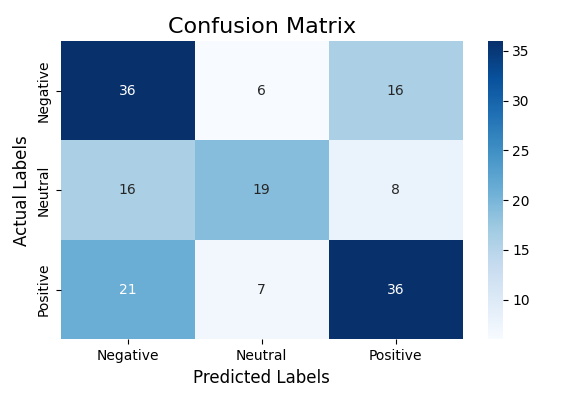 Confusion Matrix
Actual Labels
Negative
36
6
16
Neutral
16
19
8
Positive
21
7
36
Negative
Neutral
Positive
Predicted Labels
35
30
25
20
15
10